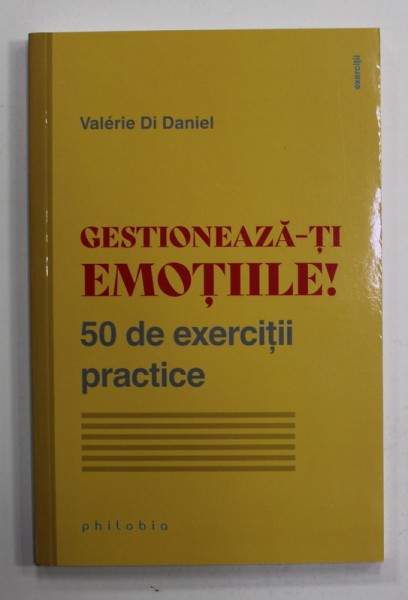 exerciții
Valérie Di Daniel
GESTIONEAZĂ-ȚI
EMOȚIILE!
50 de exerciții
practice
philobia